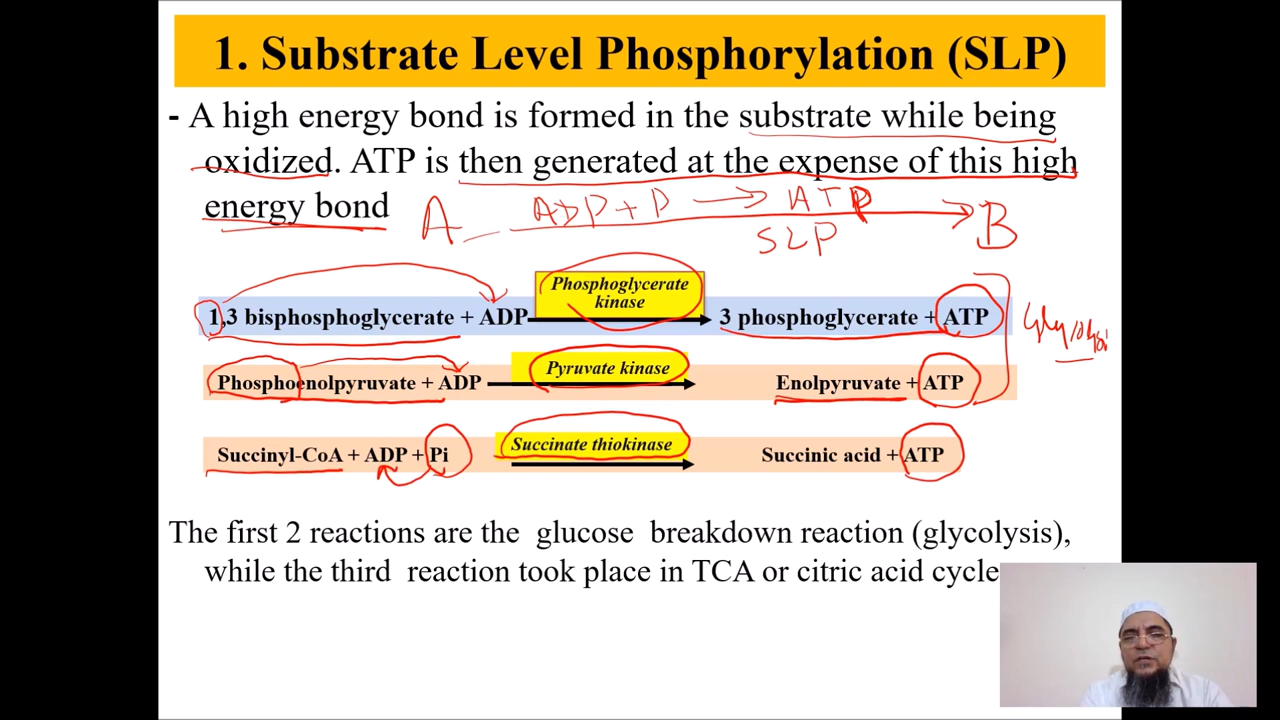 1. Substrate Level Phosphorylation (SLP)
- A high energy bond is formed in the substrate while being
oxidized. ATP is then generated at the expense of this high
energy bond
A ADP + P → ATP B
SLP
1,3 bisphosphoglycerate + ADP Phosphoglycerate kinase 3 phosphoglycerate + ATP
Phosphoenolpyruvate + ADP Pyruvate kinase Enolpyruvate + ATP
Succinyl-CoA + ADP + Pi Succinate thiokinase Succinic acid + ATP
The first 2 reactions are the glucose breakdown reaction (glycolysis),
while the third reaction took place in TCA or citric acid cycle